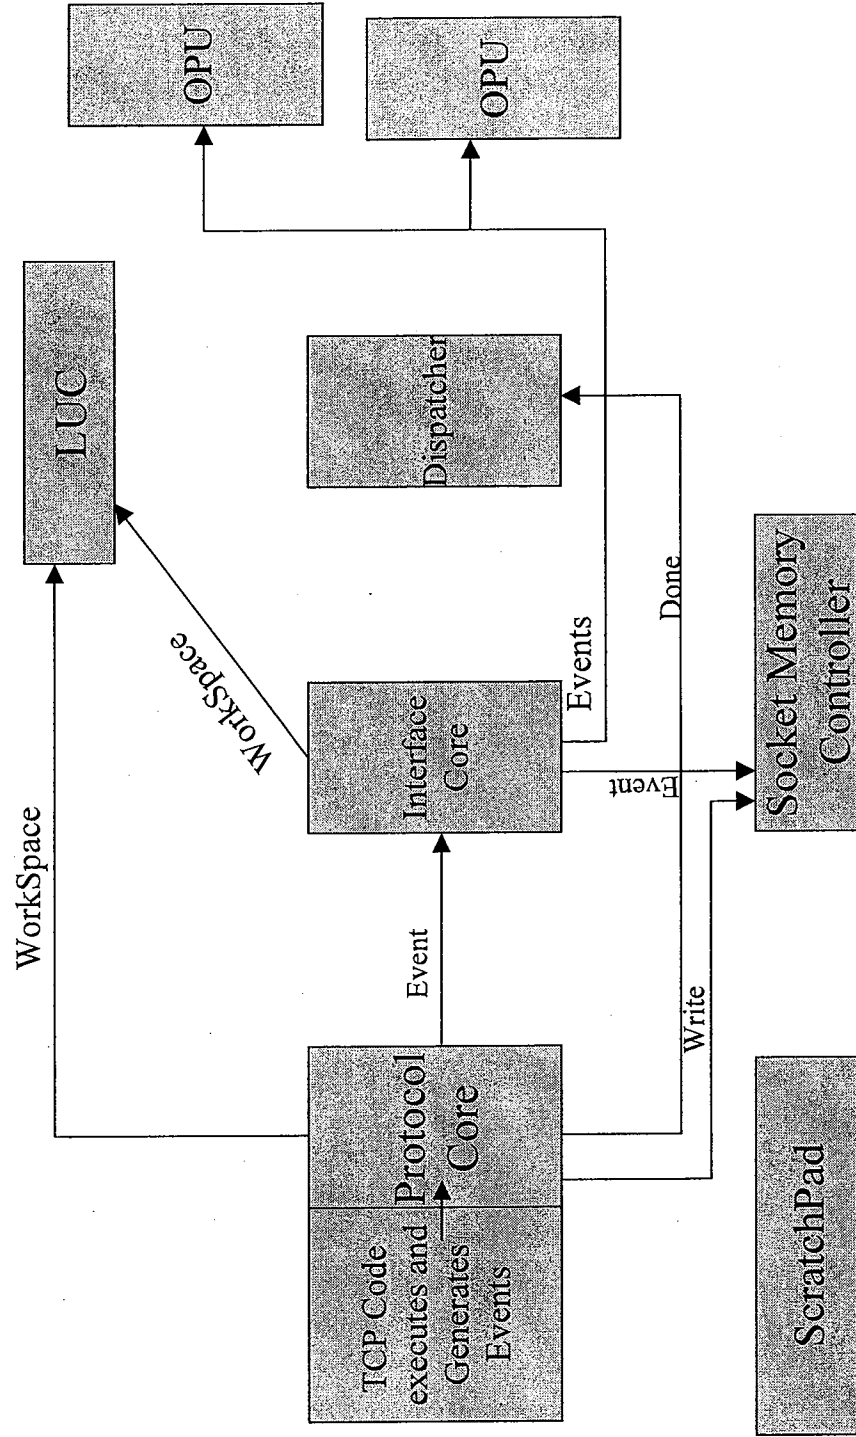 WorkSpace
LUC
WorkSpace
TCP Code
executes and
Generates
Events
Protocol
Core
Event
Interface
Core
Dispatcher
OPU
OPU
Events
Event
Done
Write
ScratchPad
Socket Memory
Controller